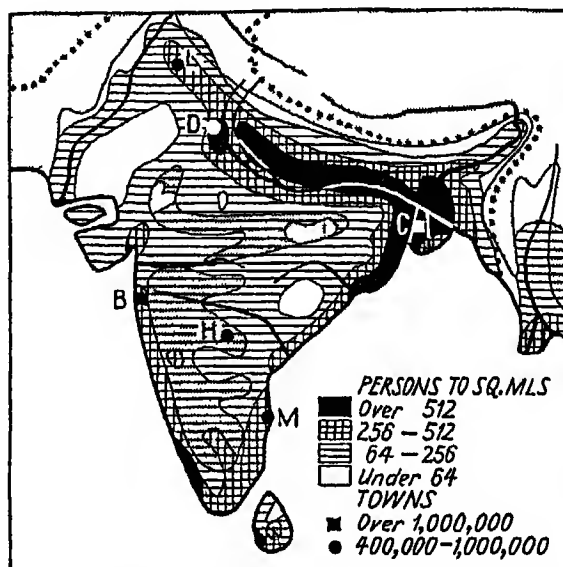 L
D
C
B
H
M
PERSONS TO SQ.MLS
Over 512
256 – 512
64 – 256
Under 64
TOWNS
Over 1,000,000
400,000 – 1,000,000